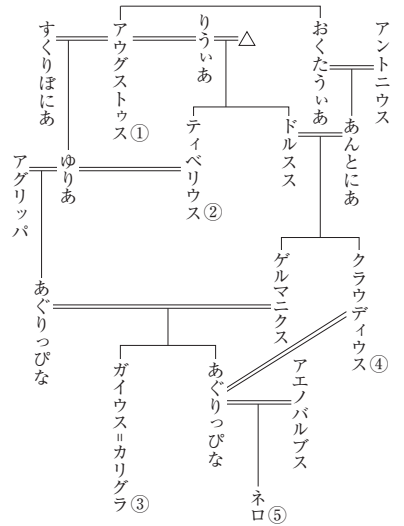 すくりぼにあ
アウグストゥス①
りうぃあ
△
おくたうぃあ
アントニウス
アグリッパ
ゆりあ
ティベリウス②
ドルスス
あんとにあ
あぐりっぴな
ゲルマニクス
クラウディウス④
ガイウス=カリグラ③
あぐりっぴな
アエノバルブス
ネロ⑤